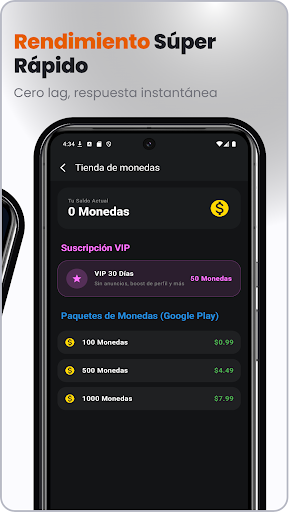 Rendimiento Súper
Rápido
Cero lag, respuesta instantánea
4:34
Tienda de monedas
Tu Saldo Actual
0 Monedas
Suscripción VIP
VIP 30 Días
50 Monedas
Sin anuncios, boost de perfil y más
Paquetes de Monedas (Google Play)
100 Monedas
$0.99
500 Monedas
$4.49
1000 Monedas
$7.99